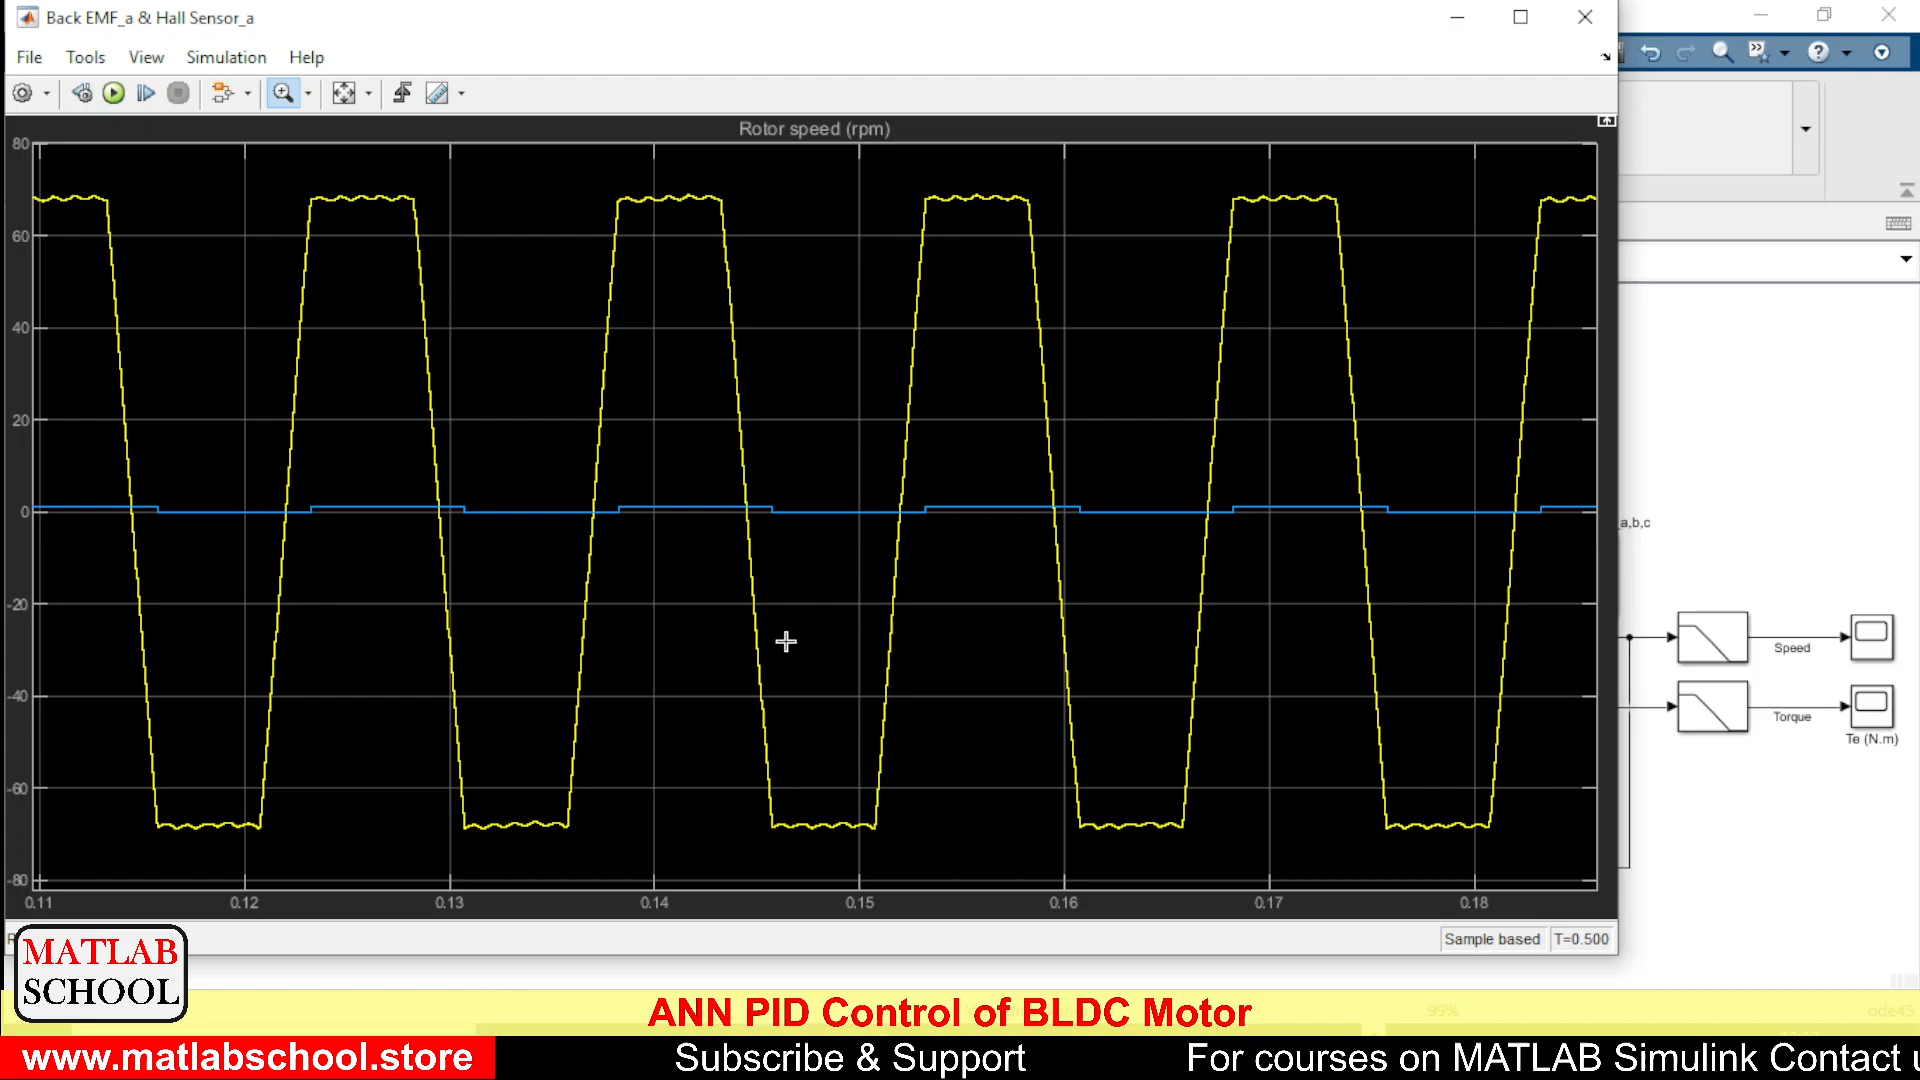 Back EMF_a & Hall Sensor_a
File Tools View Simulation Help
Rotor speed (rpm)
80
60
40
20
0
-20
-40
-60
-80
0.11 0.12 0.13 0.14 0.15 0.16 0.17 0.18
Sample based T=0.500
_a,b,c
Speed
Torque
Te (N.m)
MATLAB
SCHOOL
99%
ode45
ANN PID Control of BLDC Motor
www.matlabschool.store Subscribe & Support For courses on MATLAB Simulink Contact u